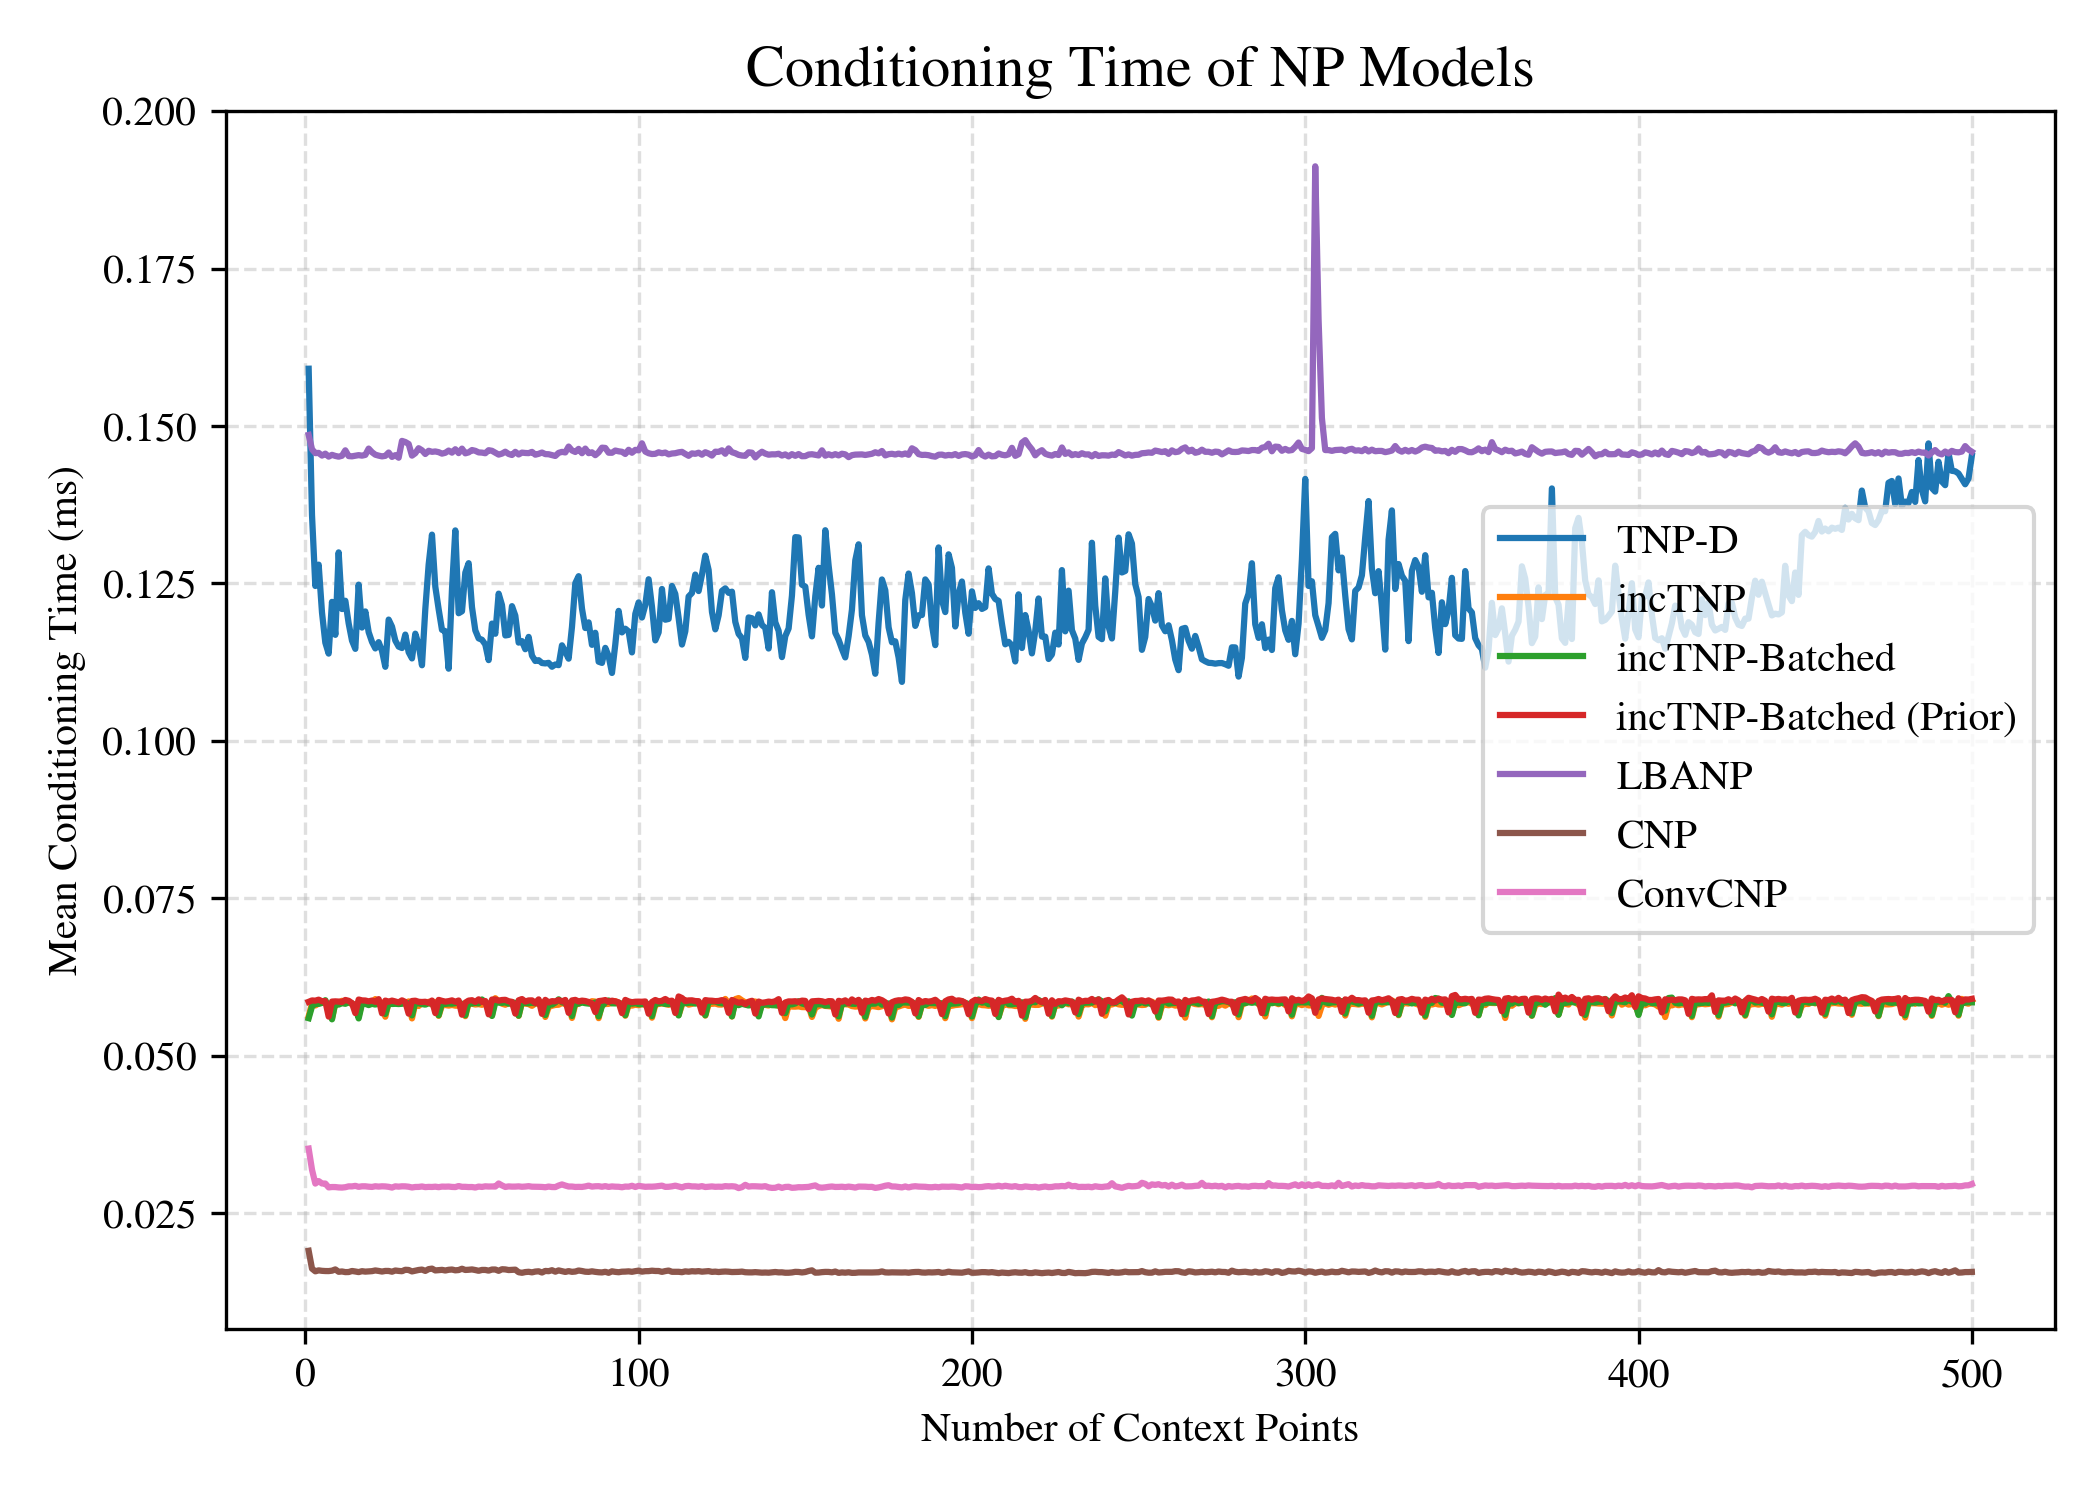 Conditioning Time of NP Models
Mean Conditioning Time (ms)
0.200
0.175
0.150
0.125
0.100
0.075
0.050
0.025
TNP-D
incTNP
incTNP-Batched
incTNP-Batched (Prior)
LBANP
CNP
ConvCNP
0 100 200 300 400 500
Number of Context Points